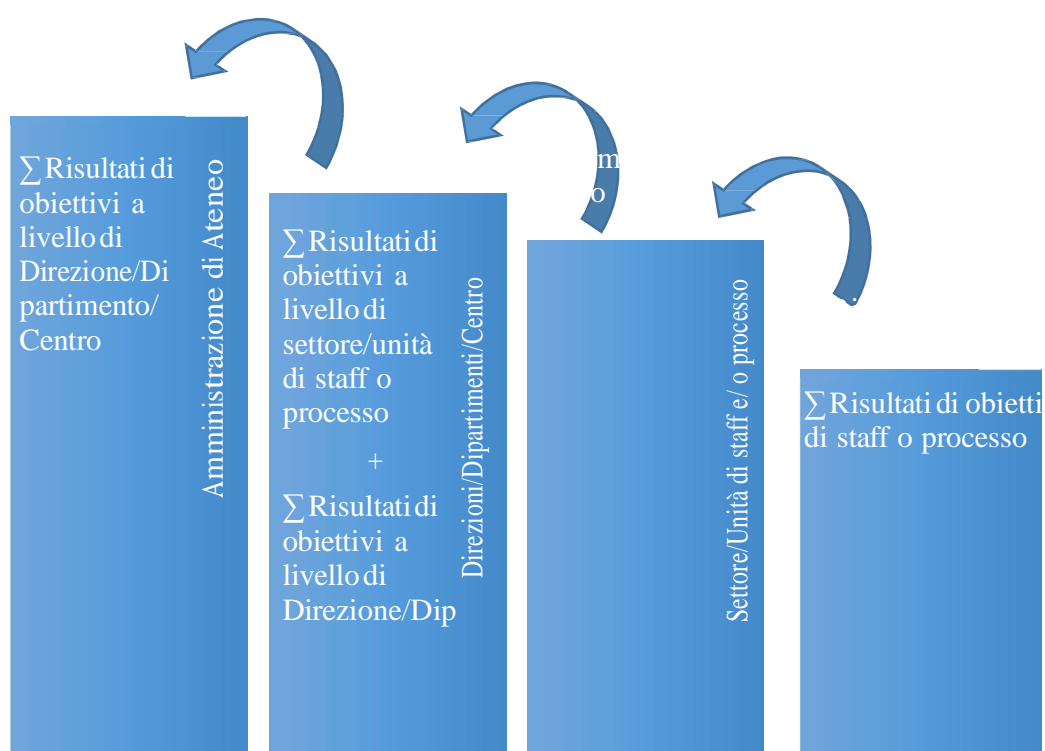 ∑Risultati di
obiettivi a
livello di
Direzione/Di
partimento/
Centro
Amministrazione di Ateneo
∑Risultati di
obiettivi a
livello di
settore/unità
di staff o
processo
+
∑Risultati di
obiettivi a
livello di
Direzione/Dip
Direzioni/Dipartimenti/Centro
m
o
Settore/Unità di staff e/ o processo
∑Risultati di obietti
di staff o processo